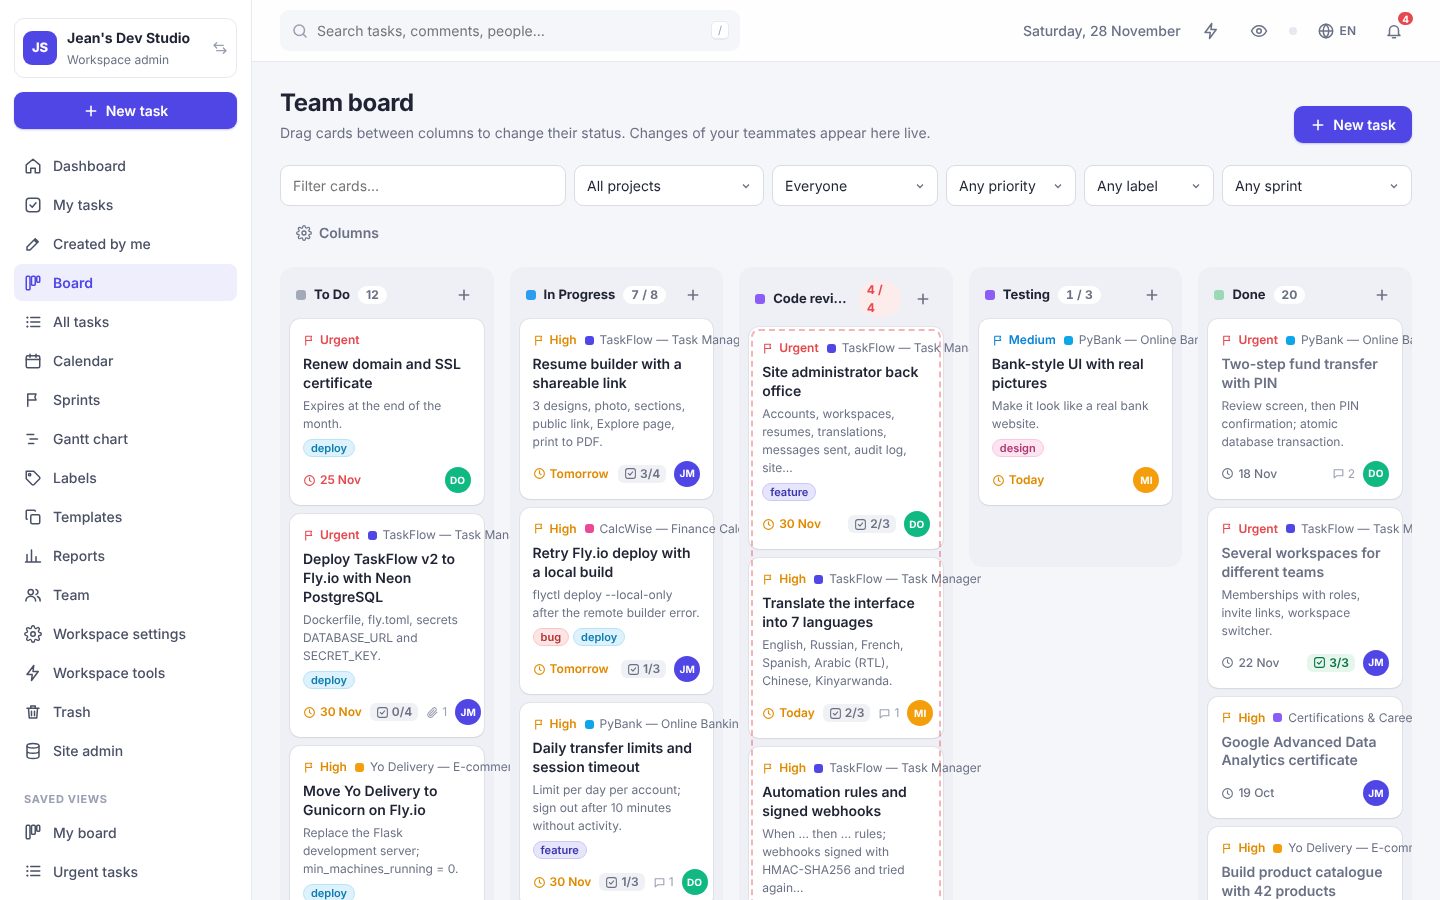 JS
Jean's Dev Studio
Workspace admin
New task
Dashboard
My tasks
Created by me
Board
All tasks
Calendar
Sprints
Gantt chart
Labels
Templates
Reports
Team
Workspace settings
Workspace tools
Trash
Site admin
SAVED VIEWS
My board
Urgent tasks
Search tasks, comments, people...
/
Saturday, 28 November
EN
4
Team board
Drag cards between columns to change their status. Changes of your teammates appear here live.
New task
Filter cards...
All projects
Everyone
Any priority
Any label
Any sprint
Columns
To Do 12
Urgent
Renew domain and SSL
certificate
Expires at the end of the
month.
deploy
25 Nov
DO
Urgent TaskFlow — Task Man
Deploy TaskFlow v2 to
Fly.io with Neon
PostgreSQL
Dockerfile, fly.toml, secrets
DATABASE_URL and
SECRET_KEY.
deploy
30 Nov 0/4 1 JM
High Yo Delivery — E-commer
Move Yo Delivery to
Gunicorn on Fly.io
Replace the Flask
development server;
min_machines_running = 0.
deploy
In Progress 7 / 8
High TaskFlow — Task Manag
Resume builder with a
shareable link
3 designs, photo, sections,
public link, Explore page,
print to PDF.
Tomorrow 3/4 JM
High CalcWise — Finance Calc
Retry Fly.io deploy with
a local build
flyctl deploy --local-only
after the remote builder error.
bug deploy
Tomorrow 1/3 JM
High PyBank — Online Bankin
Daily transfer limits and
session timeout
Limit per day per account;
sign out after 10 minutes
without activity.
feature
30 Nov 1/3 1 DO
Code revi... 4 /
4
Urgent TaskFlow — Task Man
Site administrator back
office
Accounts, workspaces,
resumes, translations,
messages sent, audit log,
site...
feature
30 Nov 2/3 DO
High TaskFlow — Task Manager
Translate the interface
into 7 languages
English, Russian, French,
Spanish, Arabic (RTL),
Chinese, Kinyarwanda.
Today 2/3 1 MI
High TaskFlow — Task Manager
Automation rules and
signed webhooks
When ... then ... rules;
webhooks signed with
HMAC-SHA256 and tried
again...
Testing 1 / 3
Medium PyBank — Online Ban
Bank-style UI with real
pictures
Make it look like a real bank
website.
design
Today MI
Done 20
Urgent PyBank — Online Ba
Two-step fund transfer
with PIN
Review screen, then PIN
confirmation; atomic
database transaction.
18 Nov 2 DO
Urgent TaskFlow — Task M
Several workspaces for
different teams
Memberships with roles,
invite links, workspace
switcher.
22 Nov 3/3 JM
High Certifications & Caree
Google Advanced Data
Analytics certificate
19 Oct JM
High Yo Delivery — E-comm
Build product catalogue
with 42 products